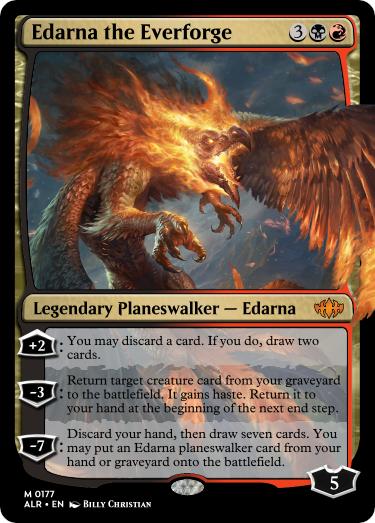 Edarna the Everforge 3
Legendary Planeswalker — Edarna
+2: You may discard a card. If you do, draw two
cards.
-3: Return target creature card from your graveyard
to the battlefield. It gains haste. Return it to
your hand at the beginning of the next end step.
-7: Discard your hand, then draw seven cards. You
may put an Edarna planeswalker card from your
hand or graveyard onto the battlefield.
5
M 0177
ALR • EN Billy Christian